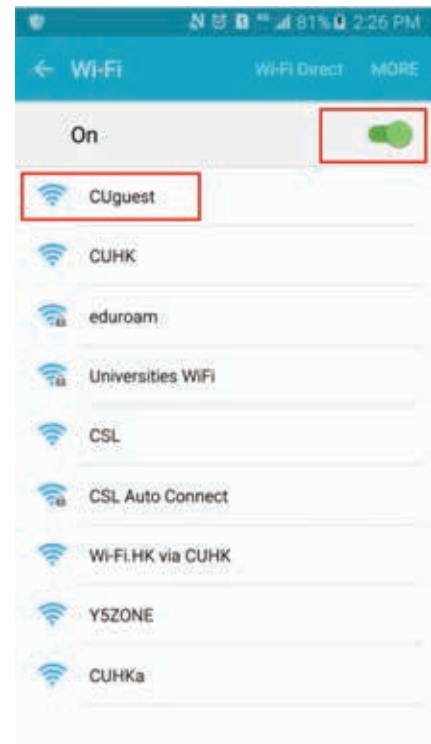 81% 2:26 PM
Wi-Fi Wi-Fi Direct MORE
On
CUguest
CUHK
eduroam
Universities WiFi
CSL
CSL Auto Connect
Wi-Fi.HK via CUHK
Y5ZONE
CUHKa